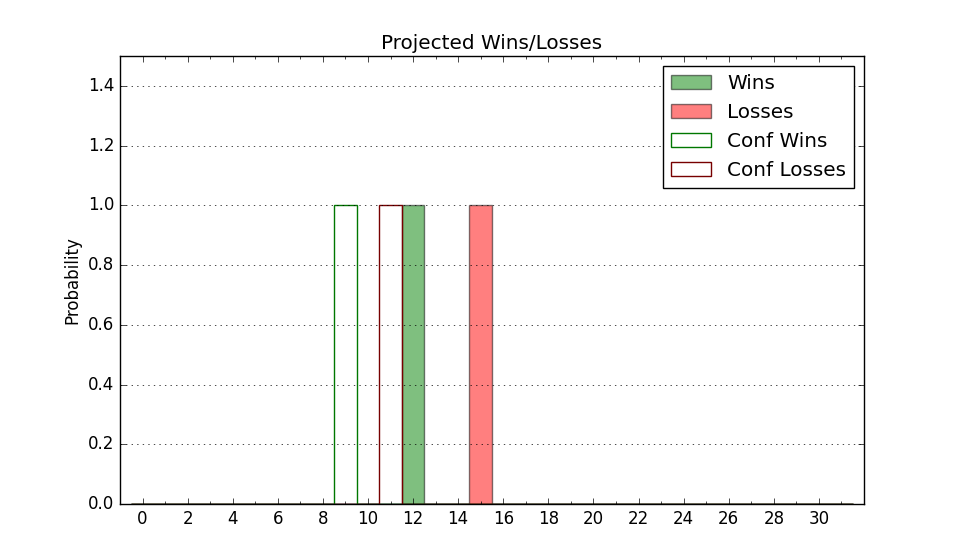 Projected Wins/Losses
1.4
1.2
1.0
0.8
0.6
0.4
0.2
0.0
Probability
Wins
Losses
Conf Wins
Conf Losses
0 2 4 6 8 10 12 14 16 18 20 22 24 26 28 30